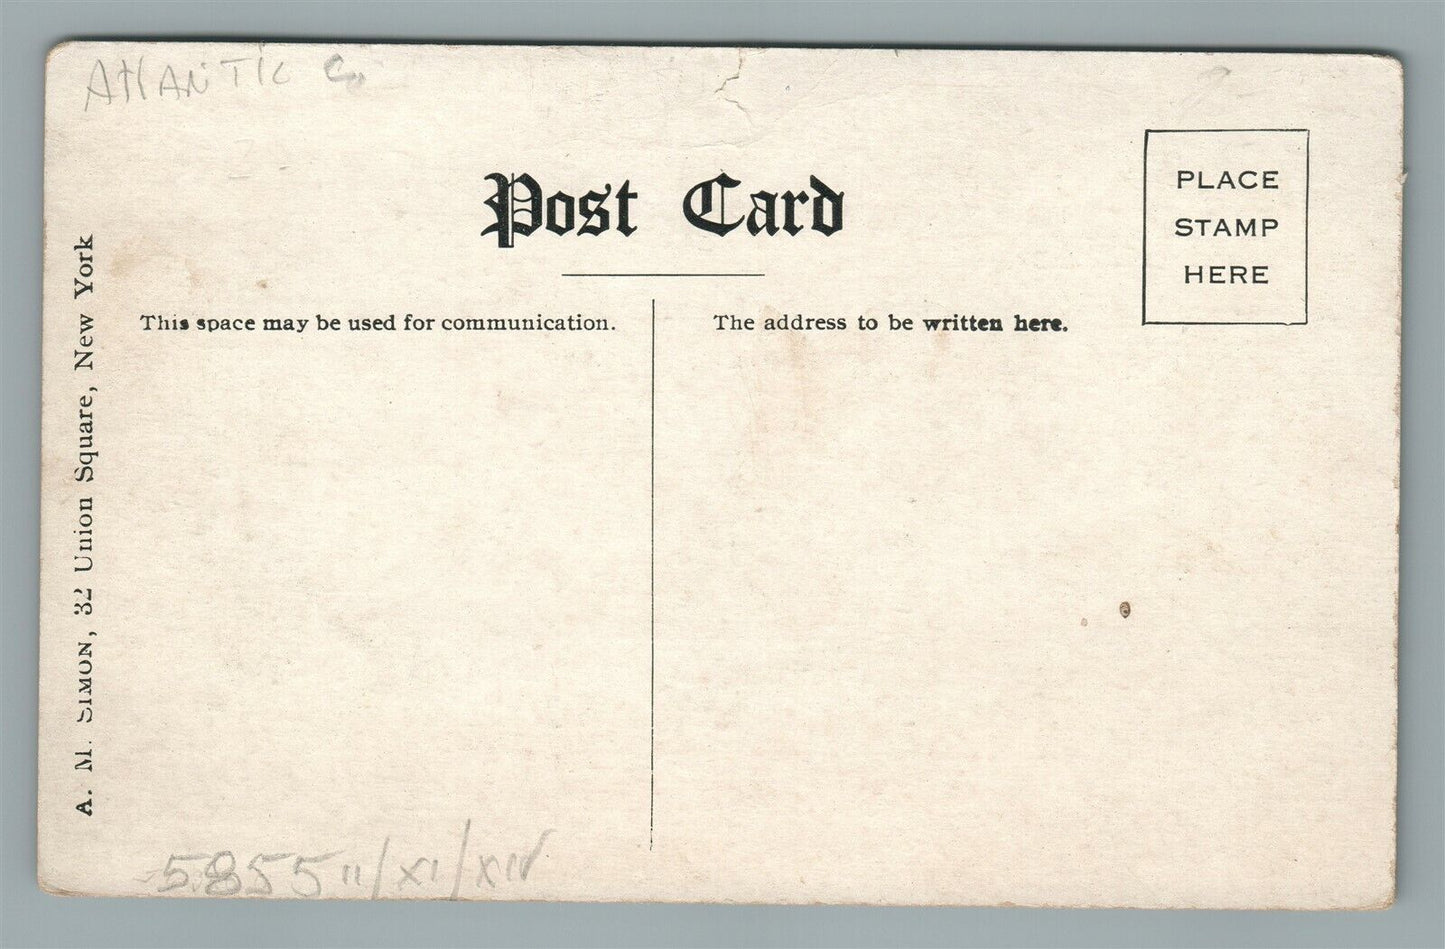 ATLANTIC C.
Post Card
PLACE
STAMP
HERE
This space may be used for communication.
The address to be written here.
A. M. SIMON, 32 Union Square, New York
5855 II/XI/XIV